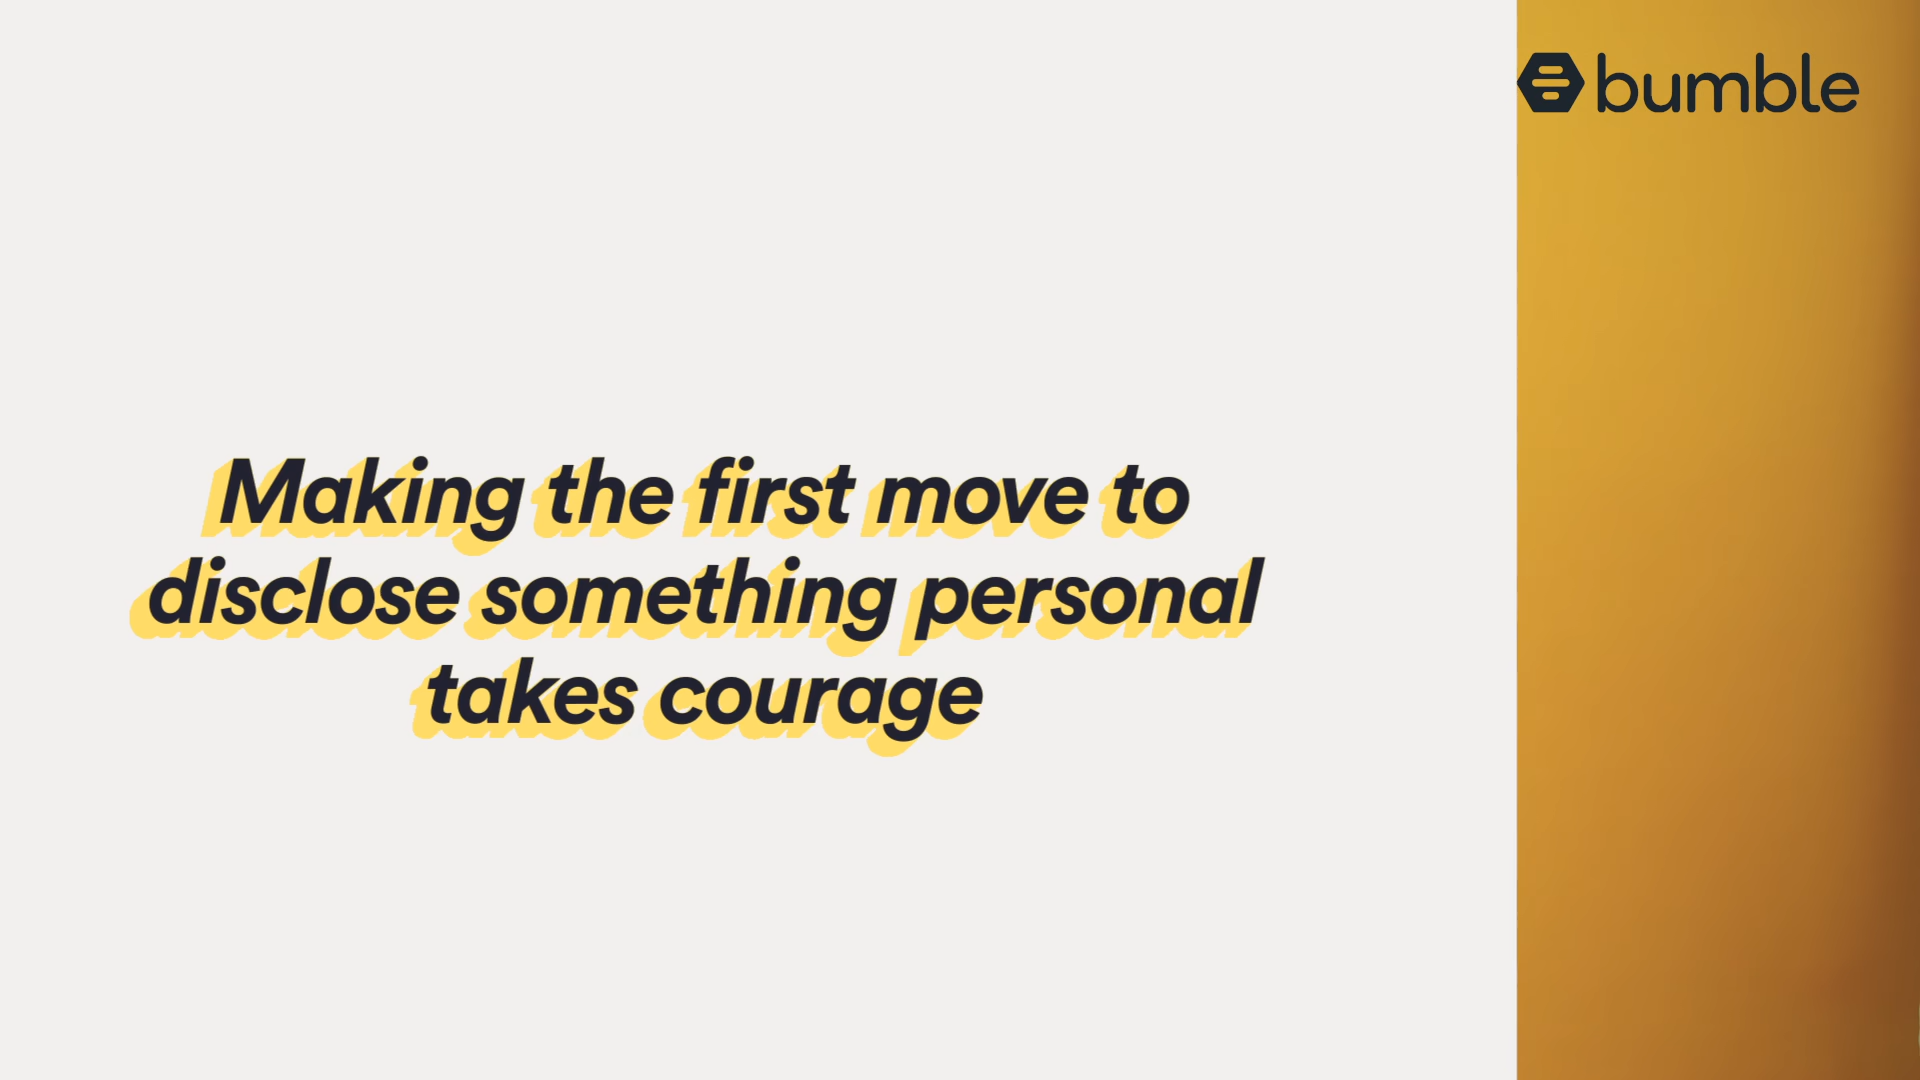 bumble
Making the first move to
disclose something personal
takes courage